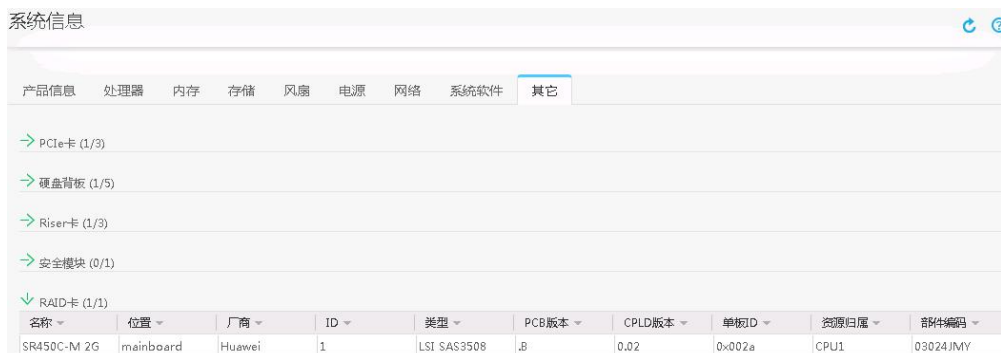 系统信息
产品信息 处理器 内存 存储 风扇 电源 网络 系统软件 其它
PCIe卡 (1/3)
硬盘背板 (1/5)
Riser卡 (1/3)
安全模块 (0/1)
RAID卡 (1/1)
名称 位置 厂商 ID 类型 PCB版本 CPLD版本 单板ID 资源归属 部件编码
SR450C-M 2G mainboard Huawei 1 LSI SAS3508 .B 0.02 0x002a CPU1 03024JMY